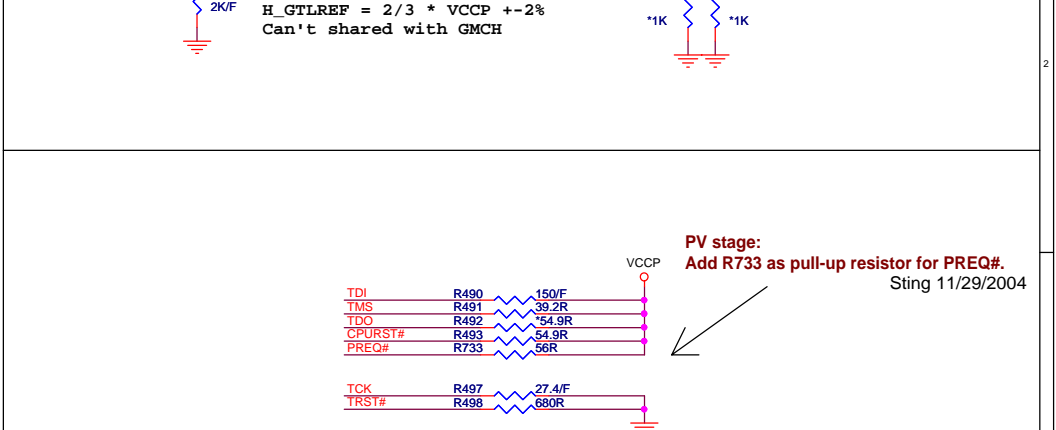 2K/F
H_GTLREF = 2/3 * VCCP +-2%
Can't shared with GMCH
*1K *1K
2
PV stage:
Add R733 as pull-up resistor for PREQ#.
Sting 11/29/2004
VCCP
TDI R490 150/F
TMS R491 39.2R
TDO R492 *54.9R
CPURST# R493 54.9R
PREQ# R733 56R
TCK R497 27.4/F
TRST# R498 680R